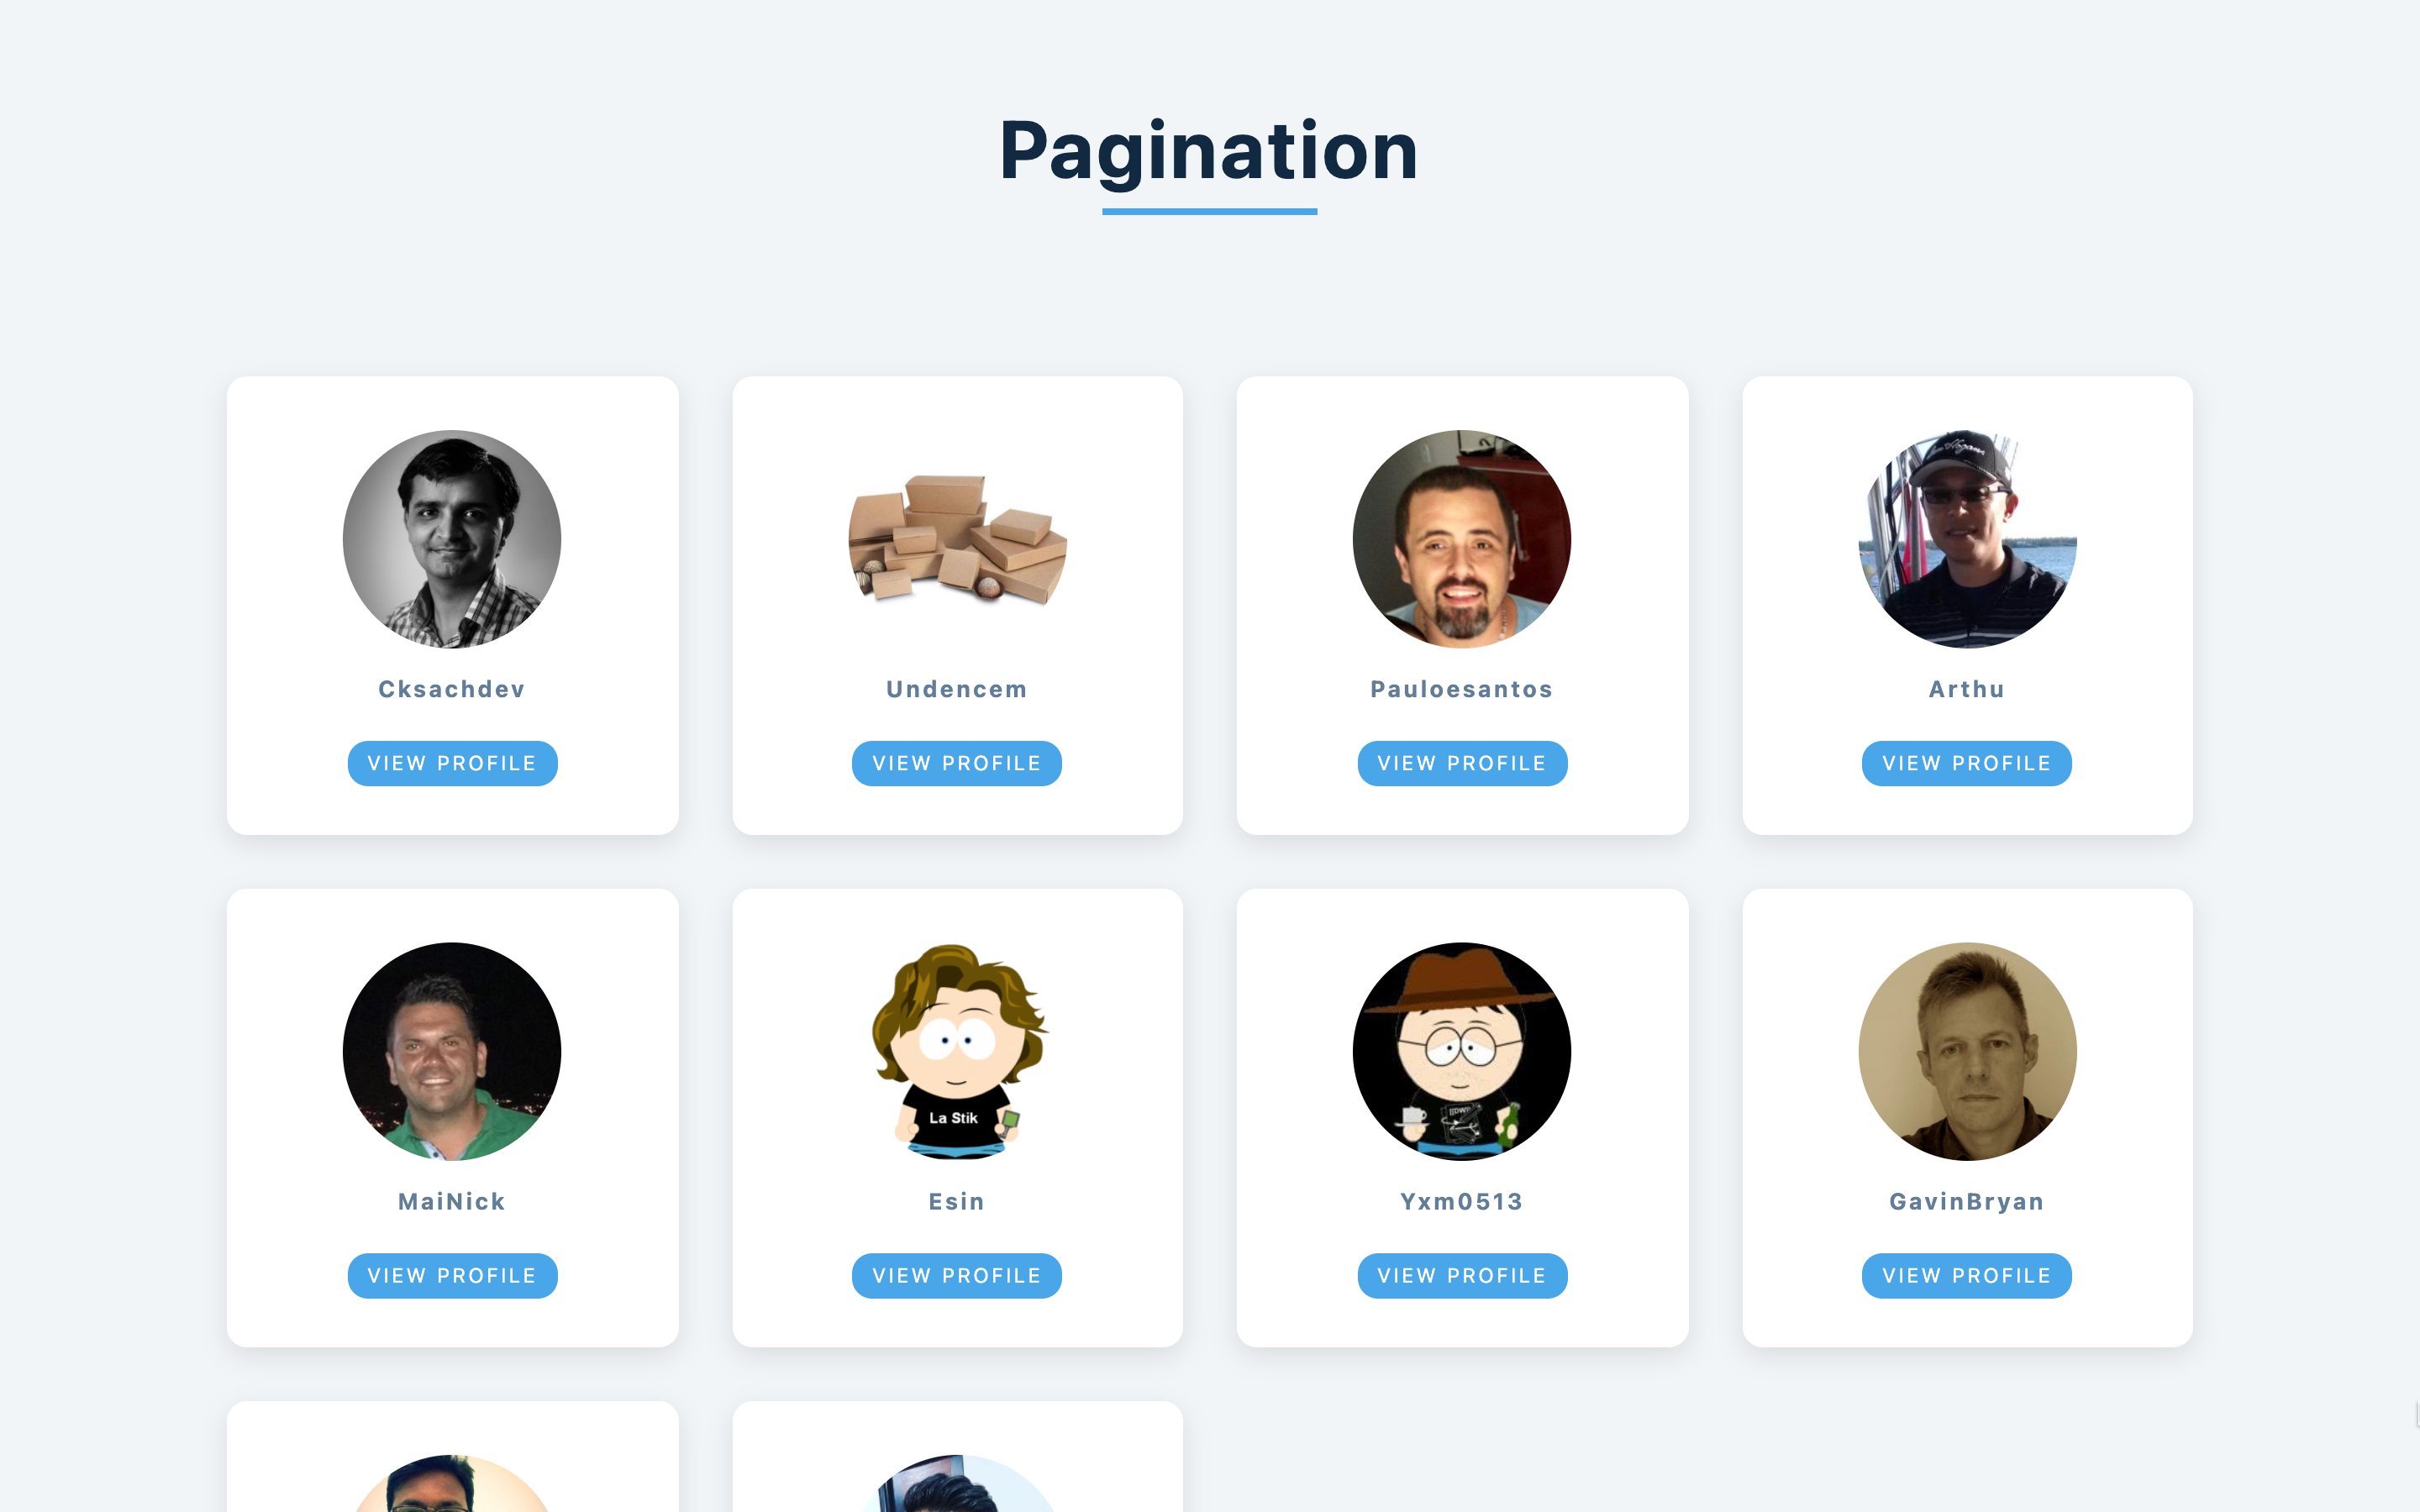 Pagination
Cksachdev
Undencem
Pauloesantos
Arthu
VIEW PROFILE
VIEW PROFILE
VIEW PROFILE
VIEW PROFILE
La Stik
MaiNick
Esin
Yxm0513
GavinBryan
VIEW PROFILE
VIEW PROFILE
VIEW PROFILE
VIEW PROFILE